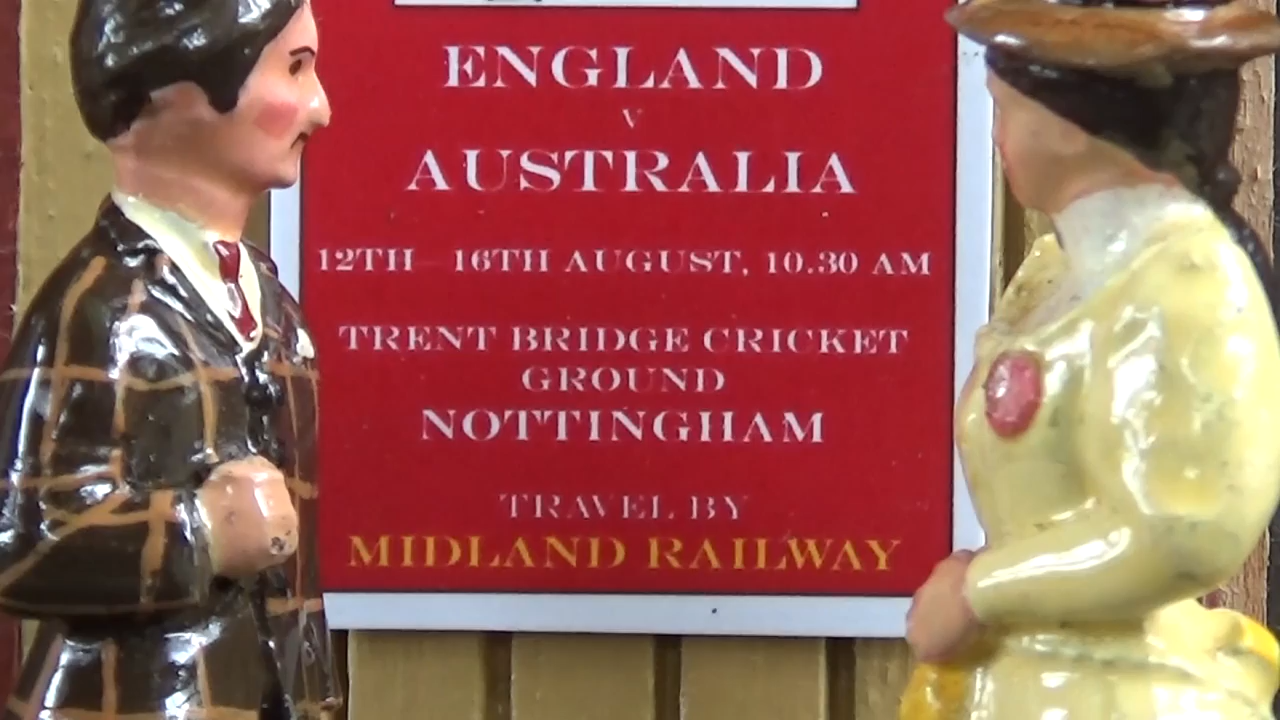 ENGLAND
V
AUSTRALIA
12TH 16TH AUGUST, 10.30 AM
TRENT BRIDGE CRICKET
GROUND
NOTTINGHAM
TRAVEL BY
MIDLAND RAILWAY